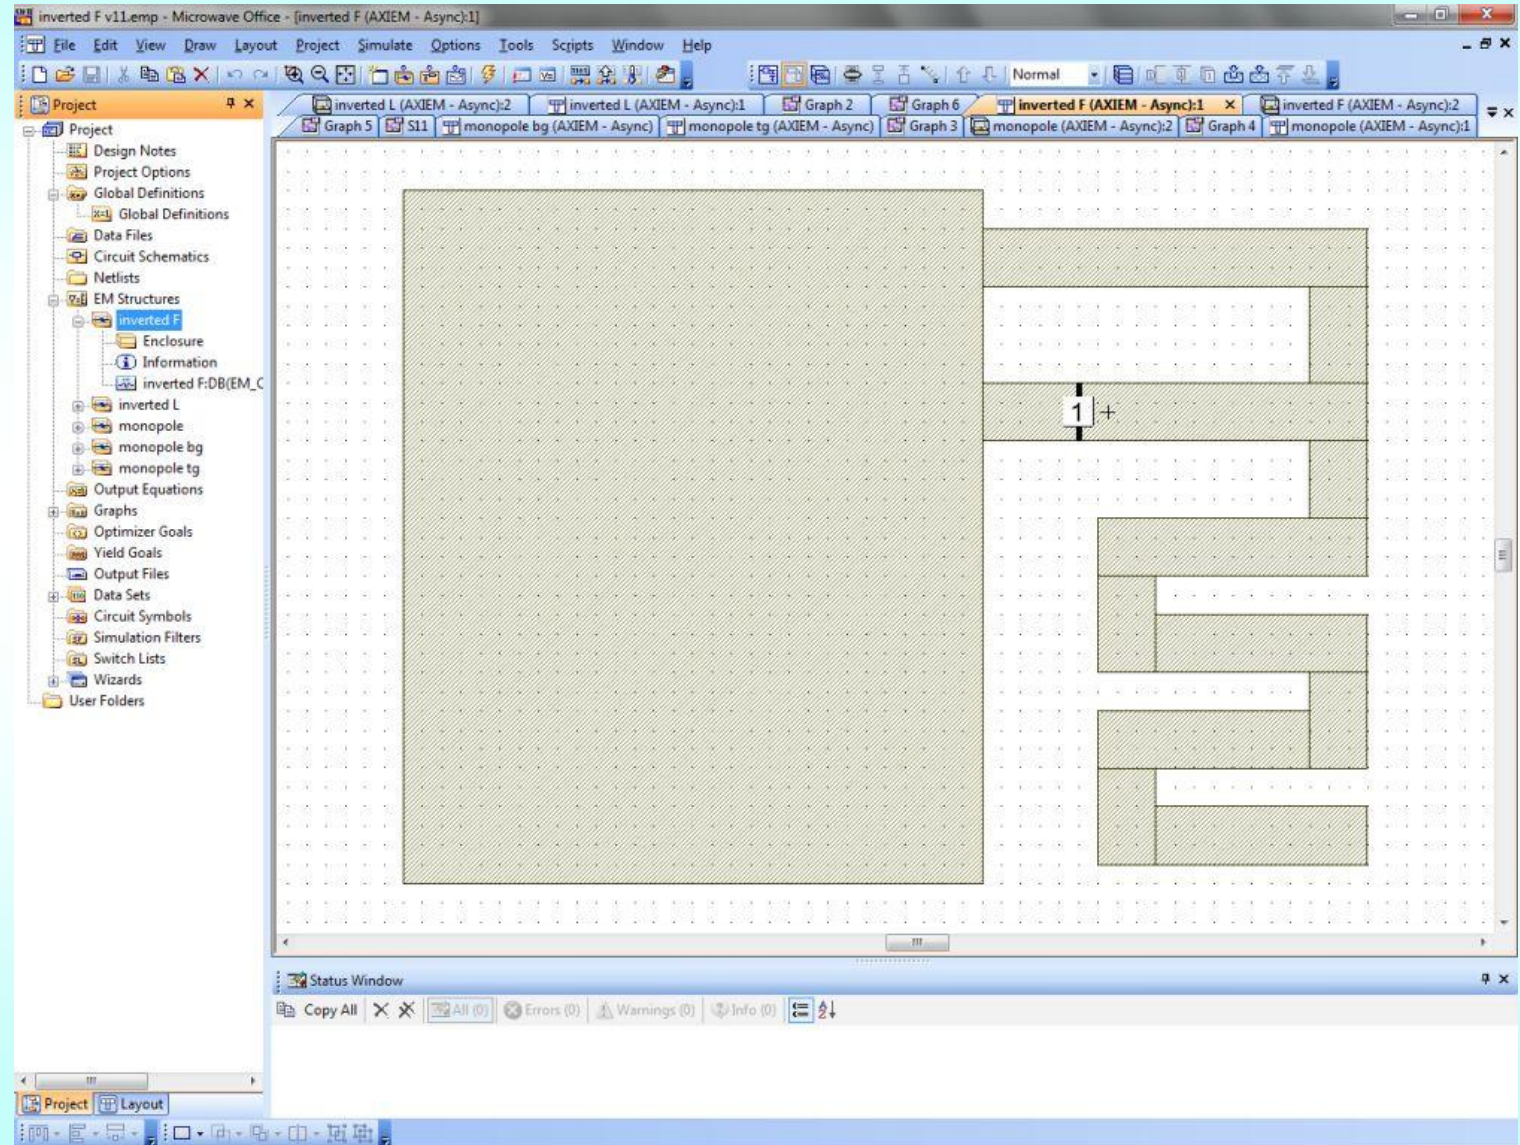 inverted F v11.emp - Microwave Office - [inverted F (AXIEM - Async):1]
File Edit View Draw Layout Project Simulate Options Tools Scripts Window Help
Normal
Project
inverted L (AXIEM - Async):2 inverted L (AXIEM - Async):1 Graph 2 Graph 6 inverted F (AXIEM - Async):1 inverted F (AXIEM - Async):2
Graph 5 S11 monopole bg (AXIEM - Async) monopole tg (AXIEM - Async) Graph 3 monopole (AXIEM - Async):2 Graph 4 monopole (AXIEM - Async):1
Project
Design Notes
Project Options
Global Definitions
Global Definitions
Data Files
Circuit Schematics
Netlists
EM Structures
inverted F
Enclosure
Information
inverted F:DB(EM_C
inverted L
monopole
monopole bg
monopole tg
Output Equations
Graphs
Optimizer Goals
Yield Goals
Output Files
Data Sets
Circuit Symbols
Simulation Filters
Switch Lists
Wizards
User Folders
1
Status Window
Copy All All (0) Errors (0) Warnings (0) Info (0)
Project Layout